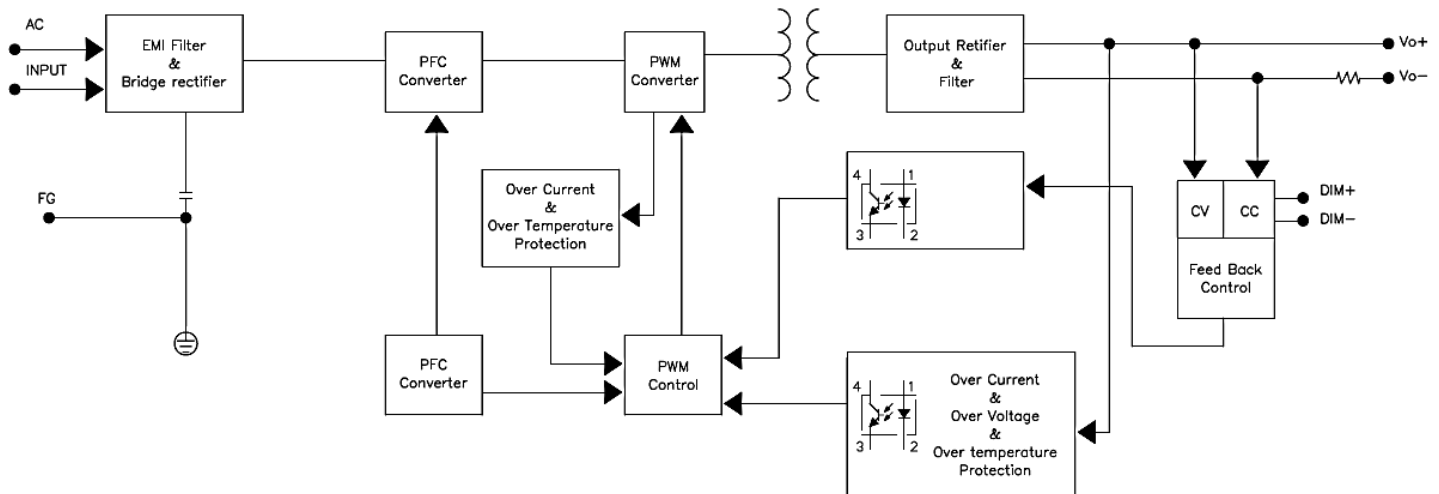 AC
INPUT
EMI Filter
&
Bridge rectifier
PFC
Converter
PWM
Converter
Output Retifier
&
Filter
Vo+
Vo-
FG
Over Current
&
Over Temperature
Protection
4 1
3 2
CV CC
DIM+
DIM-
Feed Back
Control
PFC
Converter
PWM
Control
4 1
3 2
Over Current
&
Over Voltage
&
Over temperature
Protection